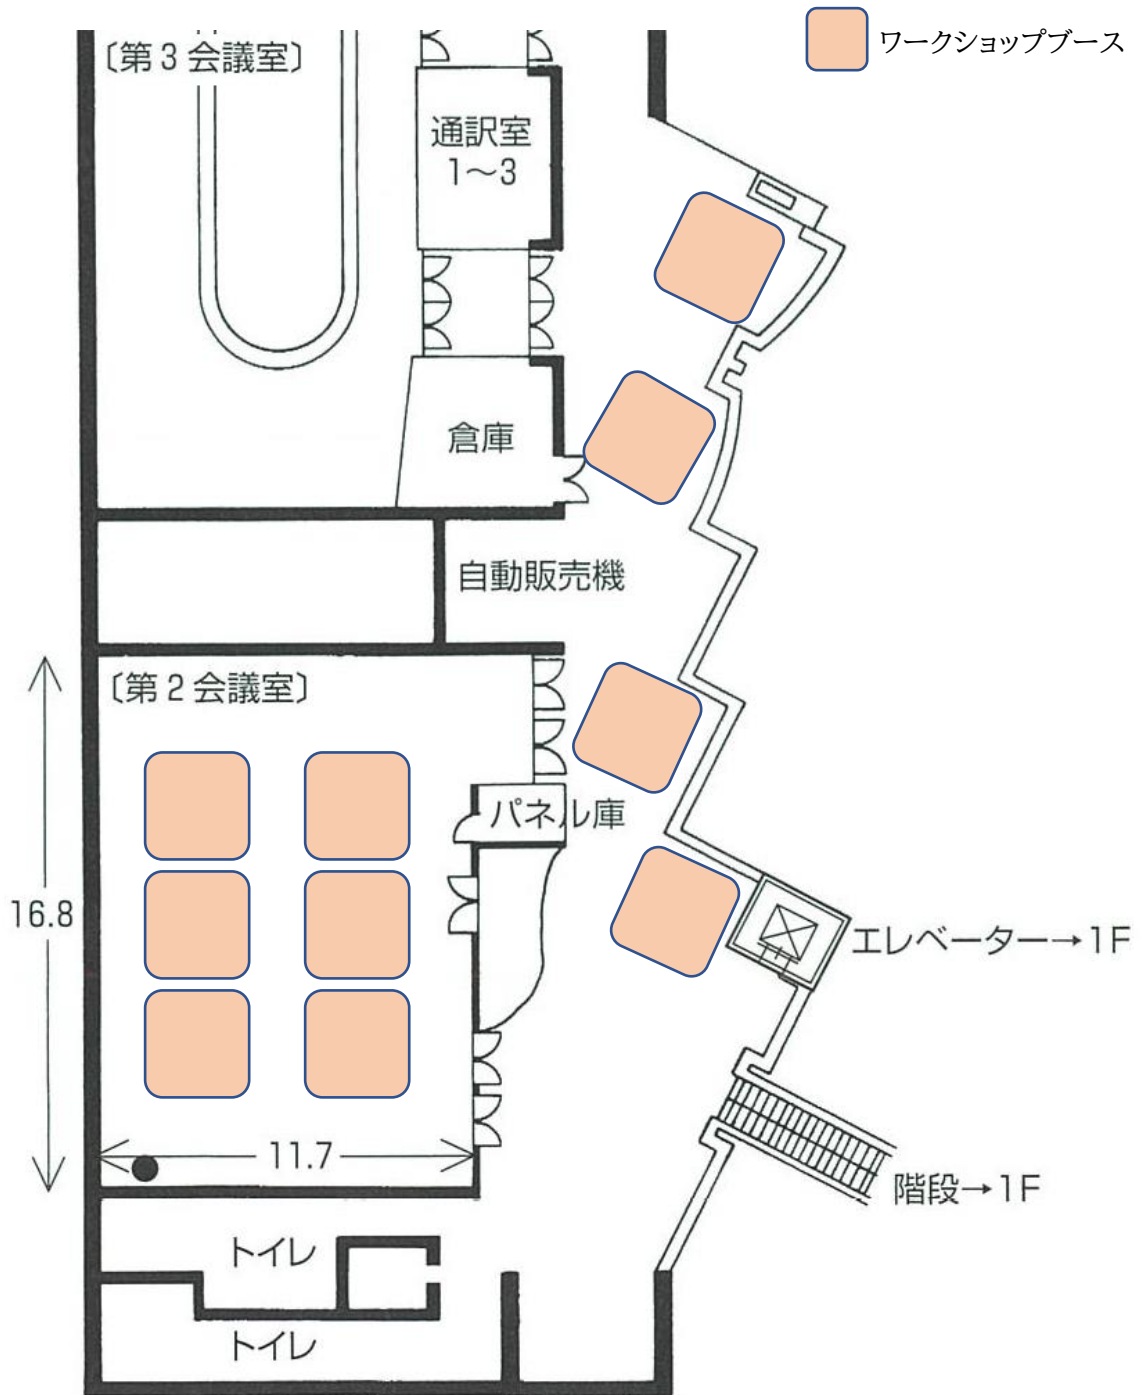 ワークショップブース
〔第3会議室〕
通訳室
1～3
倉庫
自動販売機
〔第2会議室〕
パネル庫
16.8
エレベーター→1F
11.7
階段→1F
トイレ
トイレ